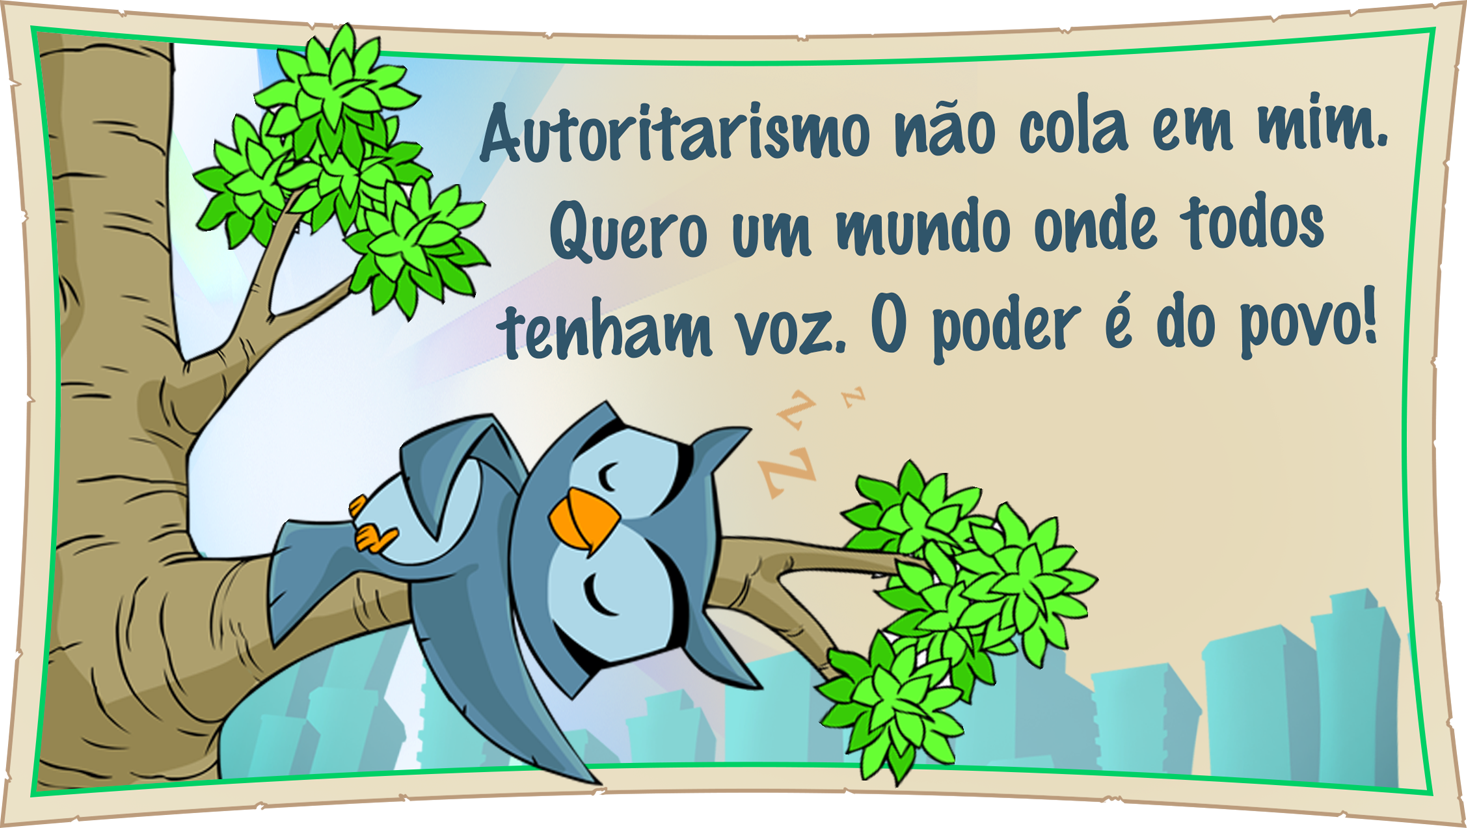 Autoritarismo não cola em mim.
Quero um mundo onde todos
tenham voz. O poder é do povo!
Z z z